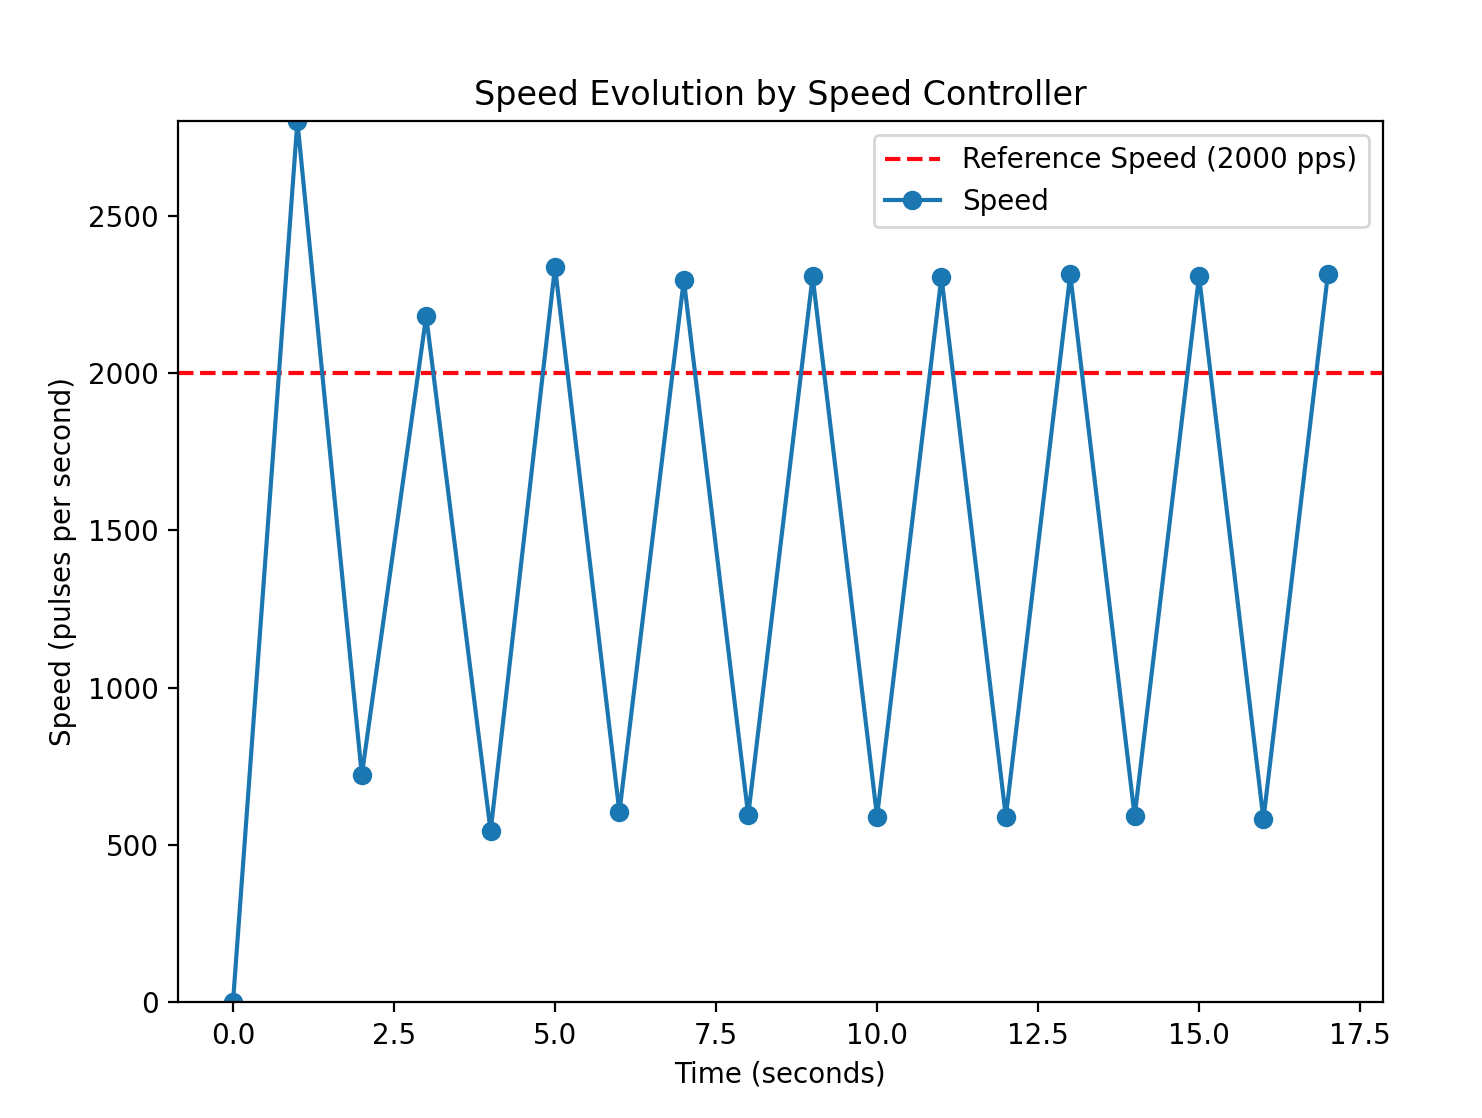 Speed Evolution by Speed Controller
Reference Speed (2000 pps)
Speed
Speed (pulses per second)
2500
2000
1500
1000
500
0
0.0 2.5 5.0 7.5 10.0 12.5 15.0 17.5
Time (seconds)